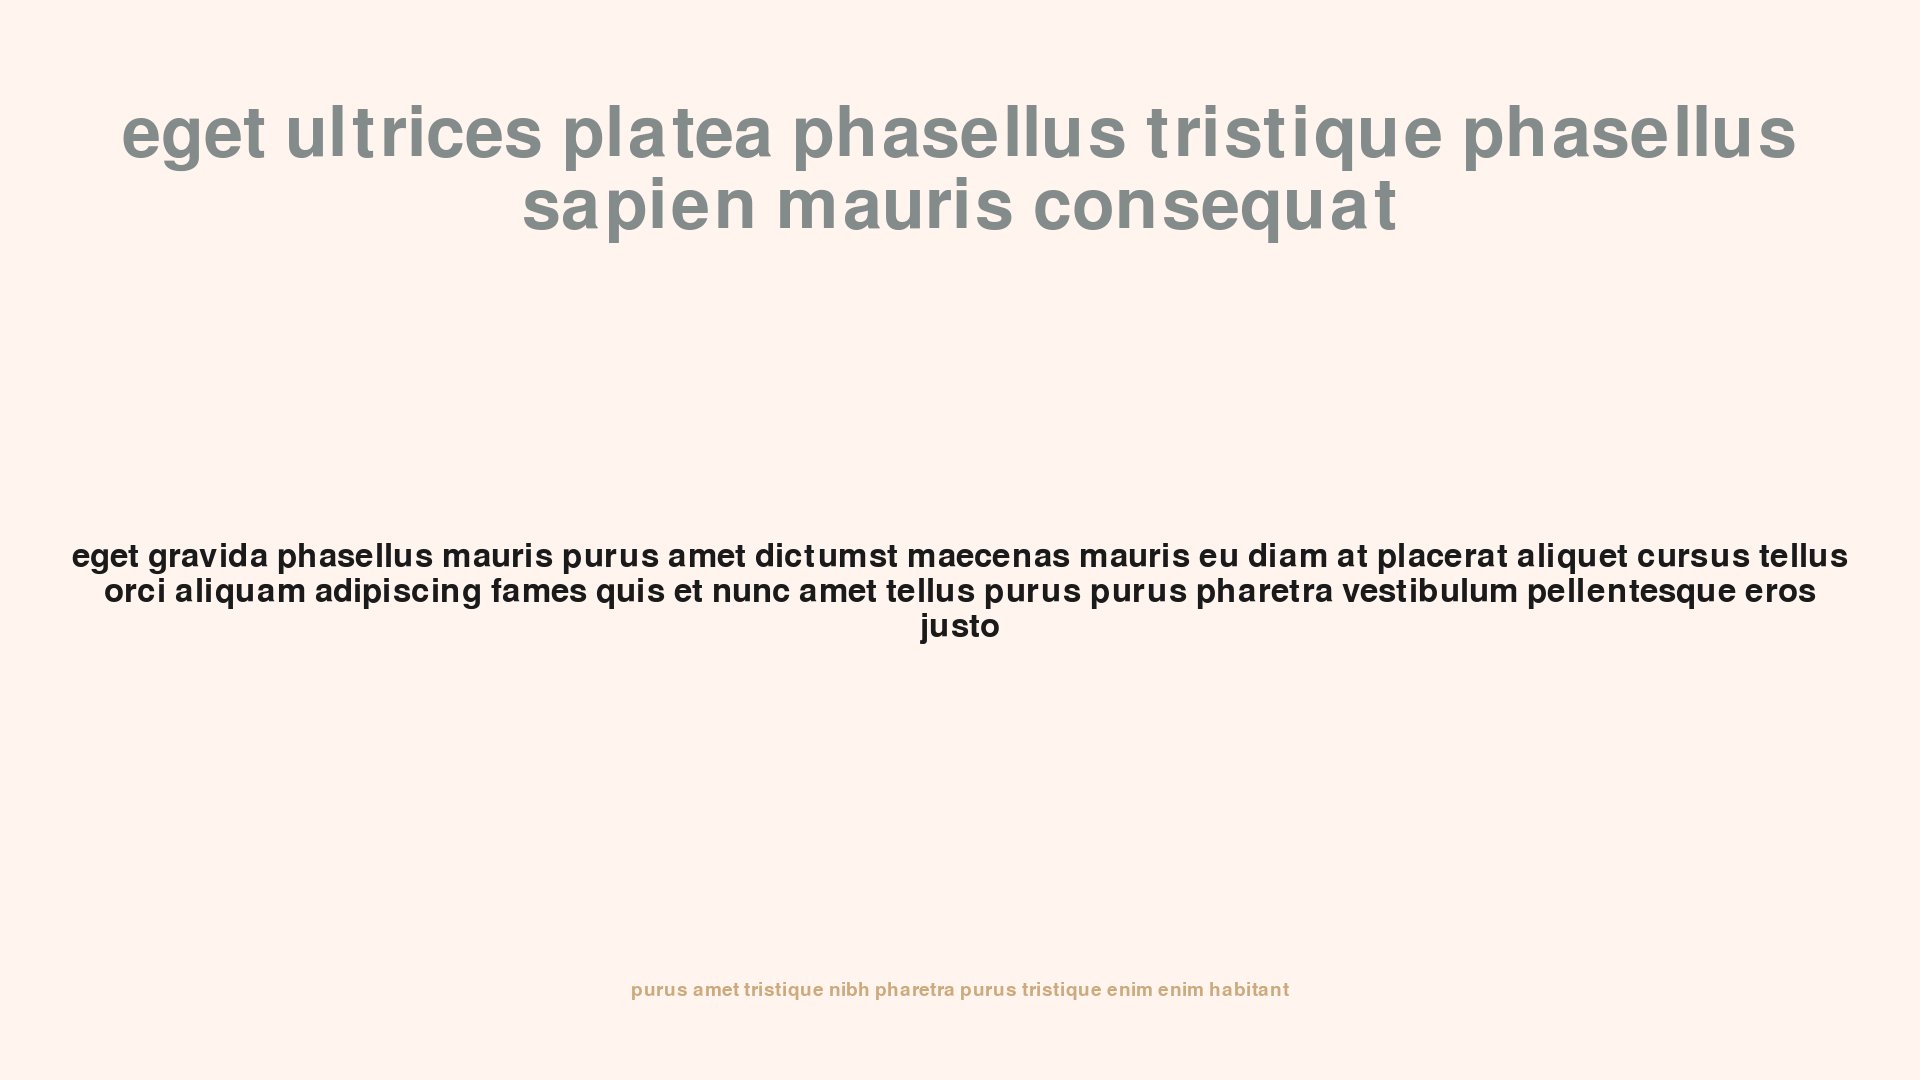 eget ultrices platea phasellus tristique phasellus
sapien mauris consequat
eget gravida phasellus mauris purus amet dictumst maecenas mauris eu diam at placerat aliquet cursus tellus
orci aliquam adipiscing fames quis et nunc amet tellus purus purus pharetra vestibulum pellentesque eros
justo
purus amet tristique nibh pharetra purus tristique enim enim habitant